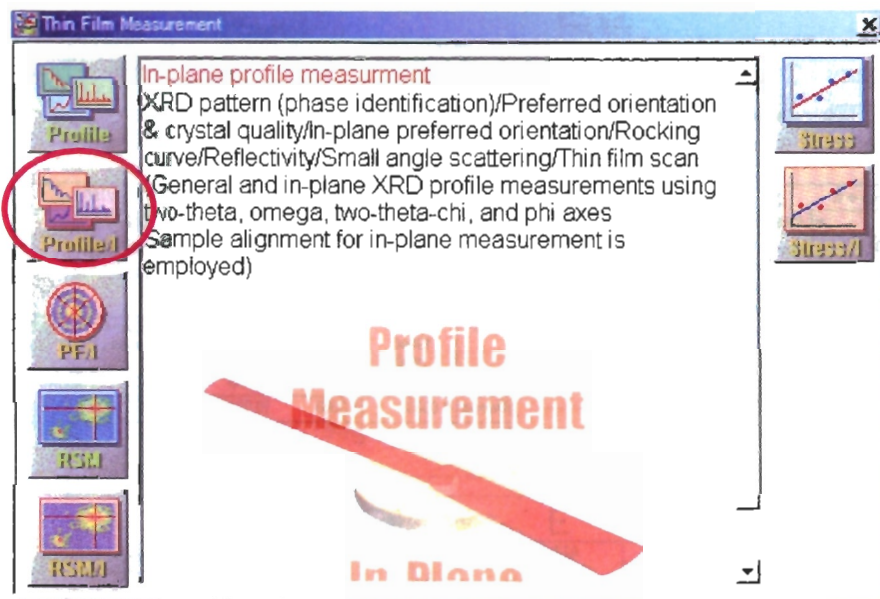 Thin Film Measurement
Profile
Profile/I
PF/I
RSM
RSM/I
In-plane profile measurment
XRD pattern (phase identification)/Preferred orientation
& crystal quality/In-plane preferred orientation/Rocking
curve/Reflectivity/Small angle scattering/Thin film scan
(General and in-plane XRD profile measurements using
two-theta, omega, two-theta-chi, and phi axes
Sample alignment for in-plane measurement is
employed)
Profile
Measurement
In Plane
Stress
Stress/I